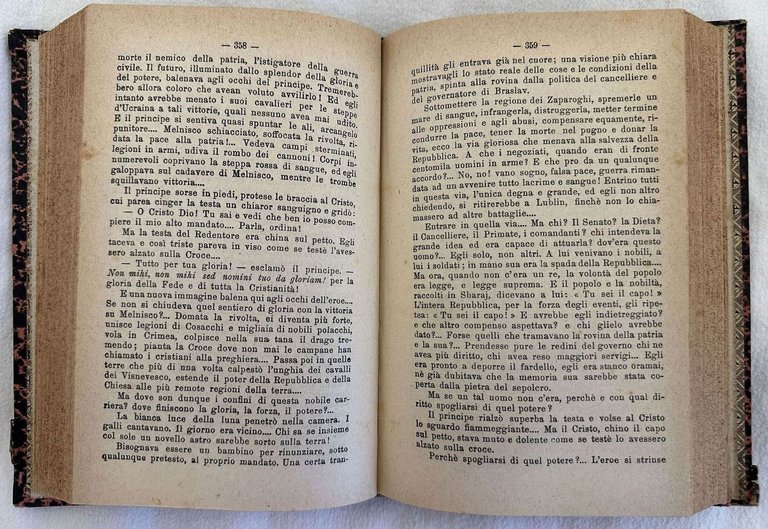 — 358 —
morte il nemico della patria, l'istigatore della guerra
civile. Il futuro, illuminato dallo splendor della gloria e
del potere, balenava agli occhi del principe. Tremereb-
bero allora coloro che avean voluto avvilirlo! Ed egli
intanto avrebbe menato i suoi cavalieri per le steppe
d'Ucraina a tali vittorie, quali nessuno avea mai udito.
E il principe si sentiva quasi spuntar le ali, arcangelo
punitore.... Melnisco schiacciato, soffocata la rivolta, ri-
data la pace alla patria!... Vedeva campi sterminati,
legioni in armi, udiva il rombo dei cannoni! Corpi in-
numerevoli coprivano la steppa rossa di sangue, ed egli
galoppava sul cadavere di Melnisco, mentre le trombe
squillavano vittoria....
Il principe sorse in piedi, protese le braccia al Cristo,
cui parea cinger la testa un chiaror sanguigno e gridò:
— O Cristo Dio! Tu sai e vedi che ben io posso com-
piere il mio alto mandato.... Parla, ordina!
Ma la testa del Redentore era china sul petto. Egli
taceva e così triste pareva in viso come se testè l'aves-
sero alzato sulla Croce....
— Tutto per tua gloria! — esclamò il principe. —
Non mihi, non mihi sed nomini tuo da gloriam! per la
gloria della Fede e di tutta la Cristianità!
E una nuova immagine balena qui agli occhi dell'eroe....
Se non si chiudeva quel sentiero di gloria con la vittoria
su Melnisco?... Domata la rivolta, ei diventa più forte,
unisce legioni di Cosacchi e migliaia di nobili polacchi,
vola in Crimea, colpisce nella sua tana il drago tre-
mendo; pianta la Croce dove non mai le campane han
chiamato i cristiani alla preghiera.... Passa poi in quelle
terre che più di una volta calpestò l'unghia dei cavalli
dei Visnevesco, estende il poter della Repubblica e della
Chiesa alle più remote regioni della terra....
Ma dove son dunque i confini di questa nobile car-
riera? dove finiscono la gloria, la forza, il potere?...
La bianca luce della luna penetrò nella camera. I
galli cantavano. Il giorno era vicino.... Chi sa se insieme
col sole un novello astro sarebbe sorto sulla terra!
Bisognava essere un bambino per rinunziare, sotto
qualunque pretesto, al proprio mandato. Una certa tran-
— 359 —
quillità gli entrava già nel cuore; una visione più chiara
mostravagli lo stato reale delle cose e le condizioni della
patria, spinta alla rovina dalla politica del cancelliere e
del governatore di Braslav.
Sottomettere la regione dei Zaparoghi, spremerle un
mare di sangue, infrangerla, distruggerla, metter termine
alle oppressioni e agli abusi, compensare equamente, ri-
condurre la pace, tener la morte nel pugno e donare la
vita, ecco la via gloriosa che menava alla salvezza della
Repubblica. A che i negoziati, quando eran di fronte
centomila uomini in arme? E che pro da un qualunque
accordo?... No, no! vano sogno, falsa pace, guerra riman-
data ad un avvenire tutto lacrime e sangue! Entrino tutti
in questa via, l'unica degna e grande, ed egli non altro
chiedendo, si ritirerebbe a Lublin, finchè non lo chia-
massero ad altre battaglie....
Entrare in quella via.... Ma chi? Il Senato? la Dieta?
il Cancelliere, il Primate, i comandanti? chi intendeva la
grande idea ed era capace di attuarla? dov'era questo
uomo? Egli solo, non altri. A lui venivano i nobili, a
lui i soldati; in mano sua era la spada della Repubblica....
Ma ora, quando non c'era un re, la volontà del popolo
era legge, e legge suprema. E il popolo e la nobiltà,
raccolti in Sbaraj, dicevano a lui: « Tu sei il capo! »
L'intera Repubblica, per la forza degli eventi, gli ripe-
tea: « Tu sei il capo! » E avrebbe egli indietreggiato?
e che altro compenso aspettava? e chi glielo avrebbe
dato?... Forse quelli che tramavano la rovina della patria
e la sua?... Prendesse pure le redini del governo chi ne
avea più diritto, chi avea reso maggiori servigi.... Egli
era pronto a deporre il fardello, egli era stanco oramai,
nè già dubitava che la memoria sua sarebbe stata co-
perta dalla pietra del sepolcro.
Ma se un tal uomo non c'era, perchè e con qual di-
ritto spogliarsi di quel potere?
Il principe rialzò superba la testa e volse al Cristo
lo sguardo fiammeggiante.... Ma il Cristo, chino il capo
sul petto, stava muto e dolente come se testè lo avessero
alzato sulla croce.
Perchè spogliarsi di quel potere?... L'eroe si strinse